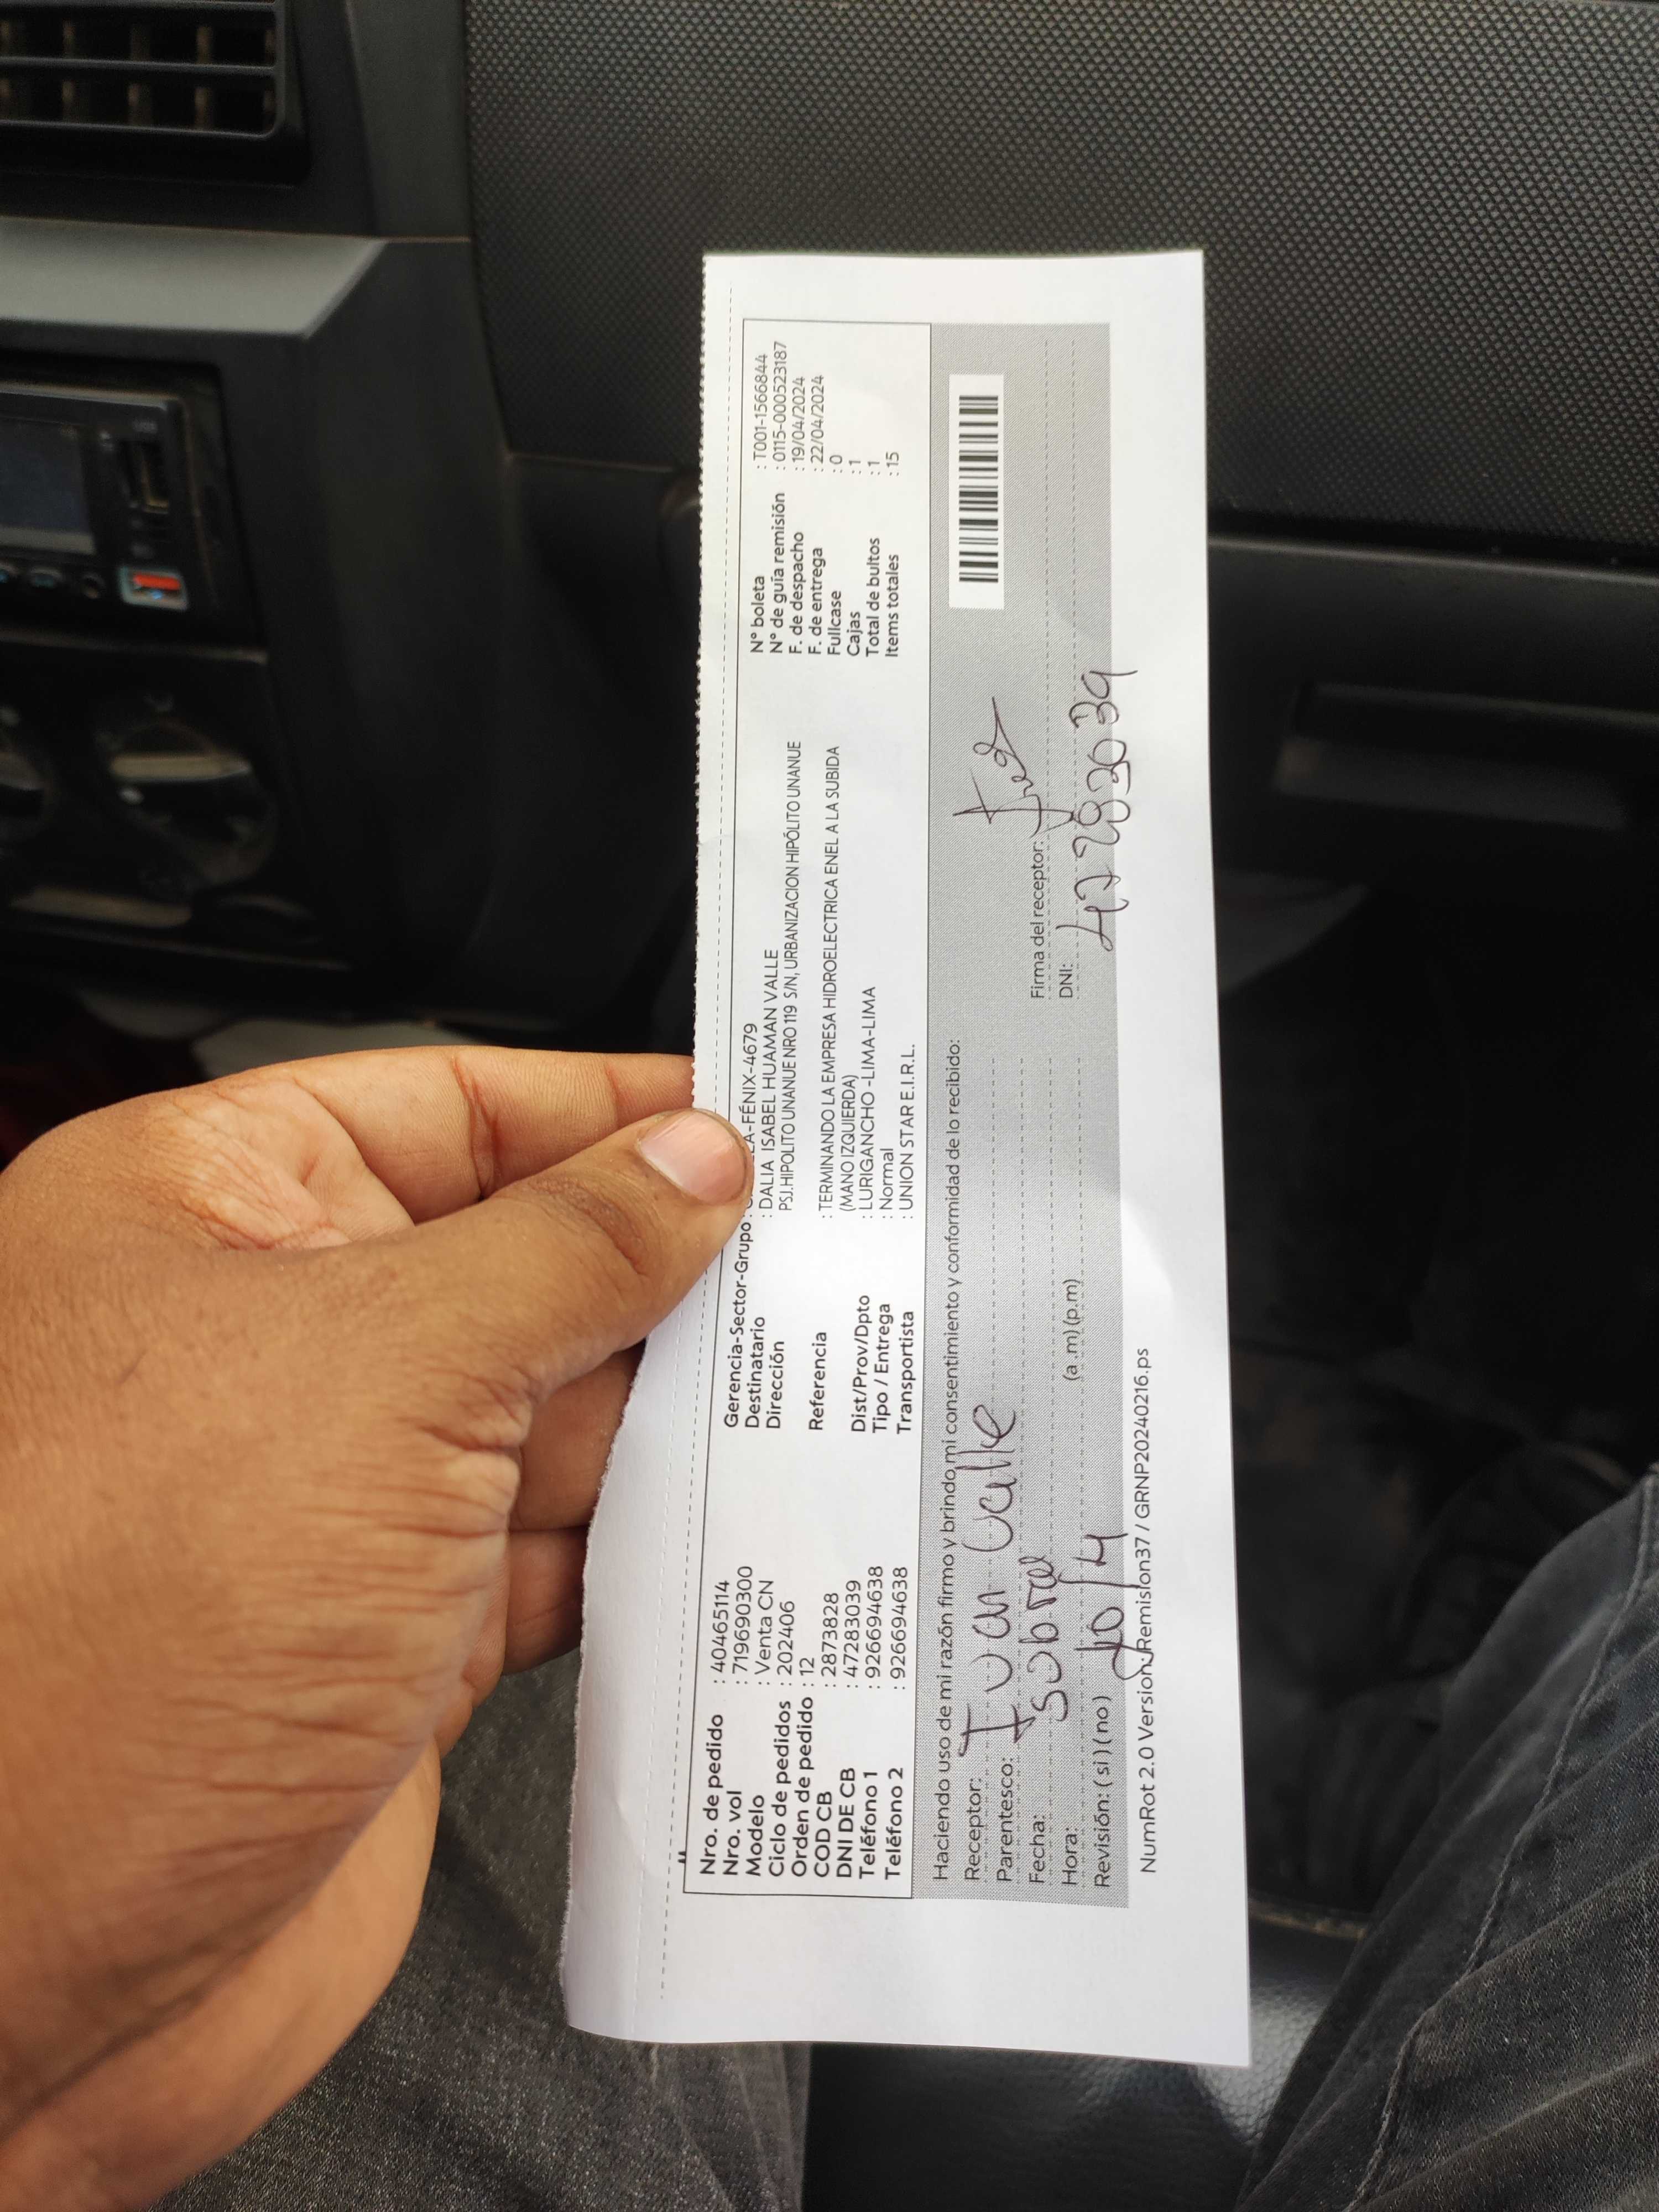 Nro. de pedido : 40465114
Nro. vol : 719690300
Modelo : Venta CN
Ciclo de pedidos : 202406
Orden de pedido : 12
COD CB : 2873828
DNI DE CB : 47283039
Teléfono 1 : 926694638
Teléfono 2 : 926694638
Gerencia-Sector-Grupo : A-FÉNIX-4679
Destinatario : DALIA ISABEL HUAMAN VALLE
Dirección PSJ.HIPOLITO UNANUE NRO 119 S/N, URBANIZACION HIPÓLITO UNANUE
Referencia : TERMINANDO LA EMPRESA HIDROELECTRICA ENEL A LA SUBIDA
(MANO IZQUIERDA)
Dist/Prov/Dpto : LURIGANCHO -LIMA-LIMA
Tipo / Entrega : Normal
Transportista : UNION STAR E.I.R.L.
N° boleta : T001-1566844
N° de guía remisión : 0115-000523187
F. de despacho : 19/04/2024
F. de entrega : 22/04/2024
Fullcase : 0
Cajas : 1
Total de bultos : 1
Items totales : 15
Haciendo uso de mi razón firmo y brindo mi consentimiento y conformidad de lo recibido:
Receptor: Ivan Valle
Parentesco:
Fecha:
Hora: (a .m) (p.m)
Revisión: ( si ) ( no )
Firma del receptor:
DNI: 47283039
NumRot 2.0 Version:Remision37 / GRNP20240216.ps